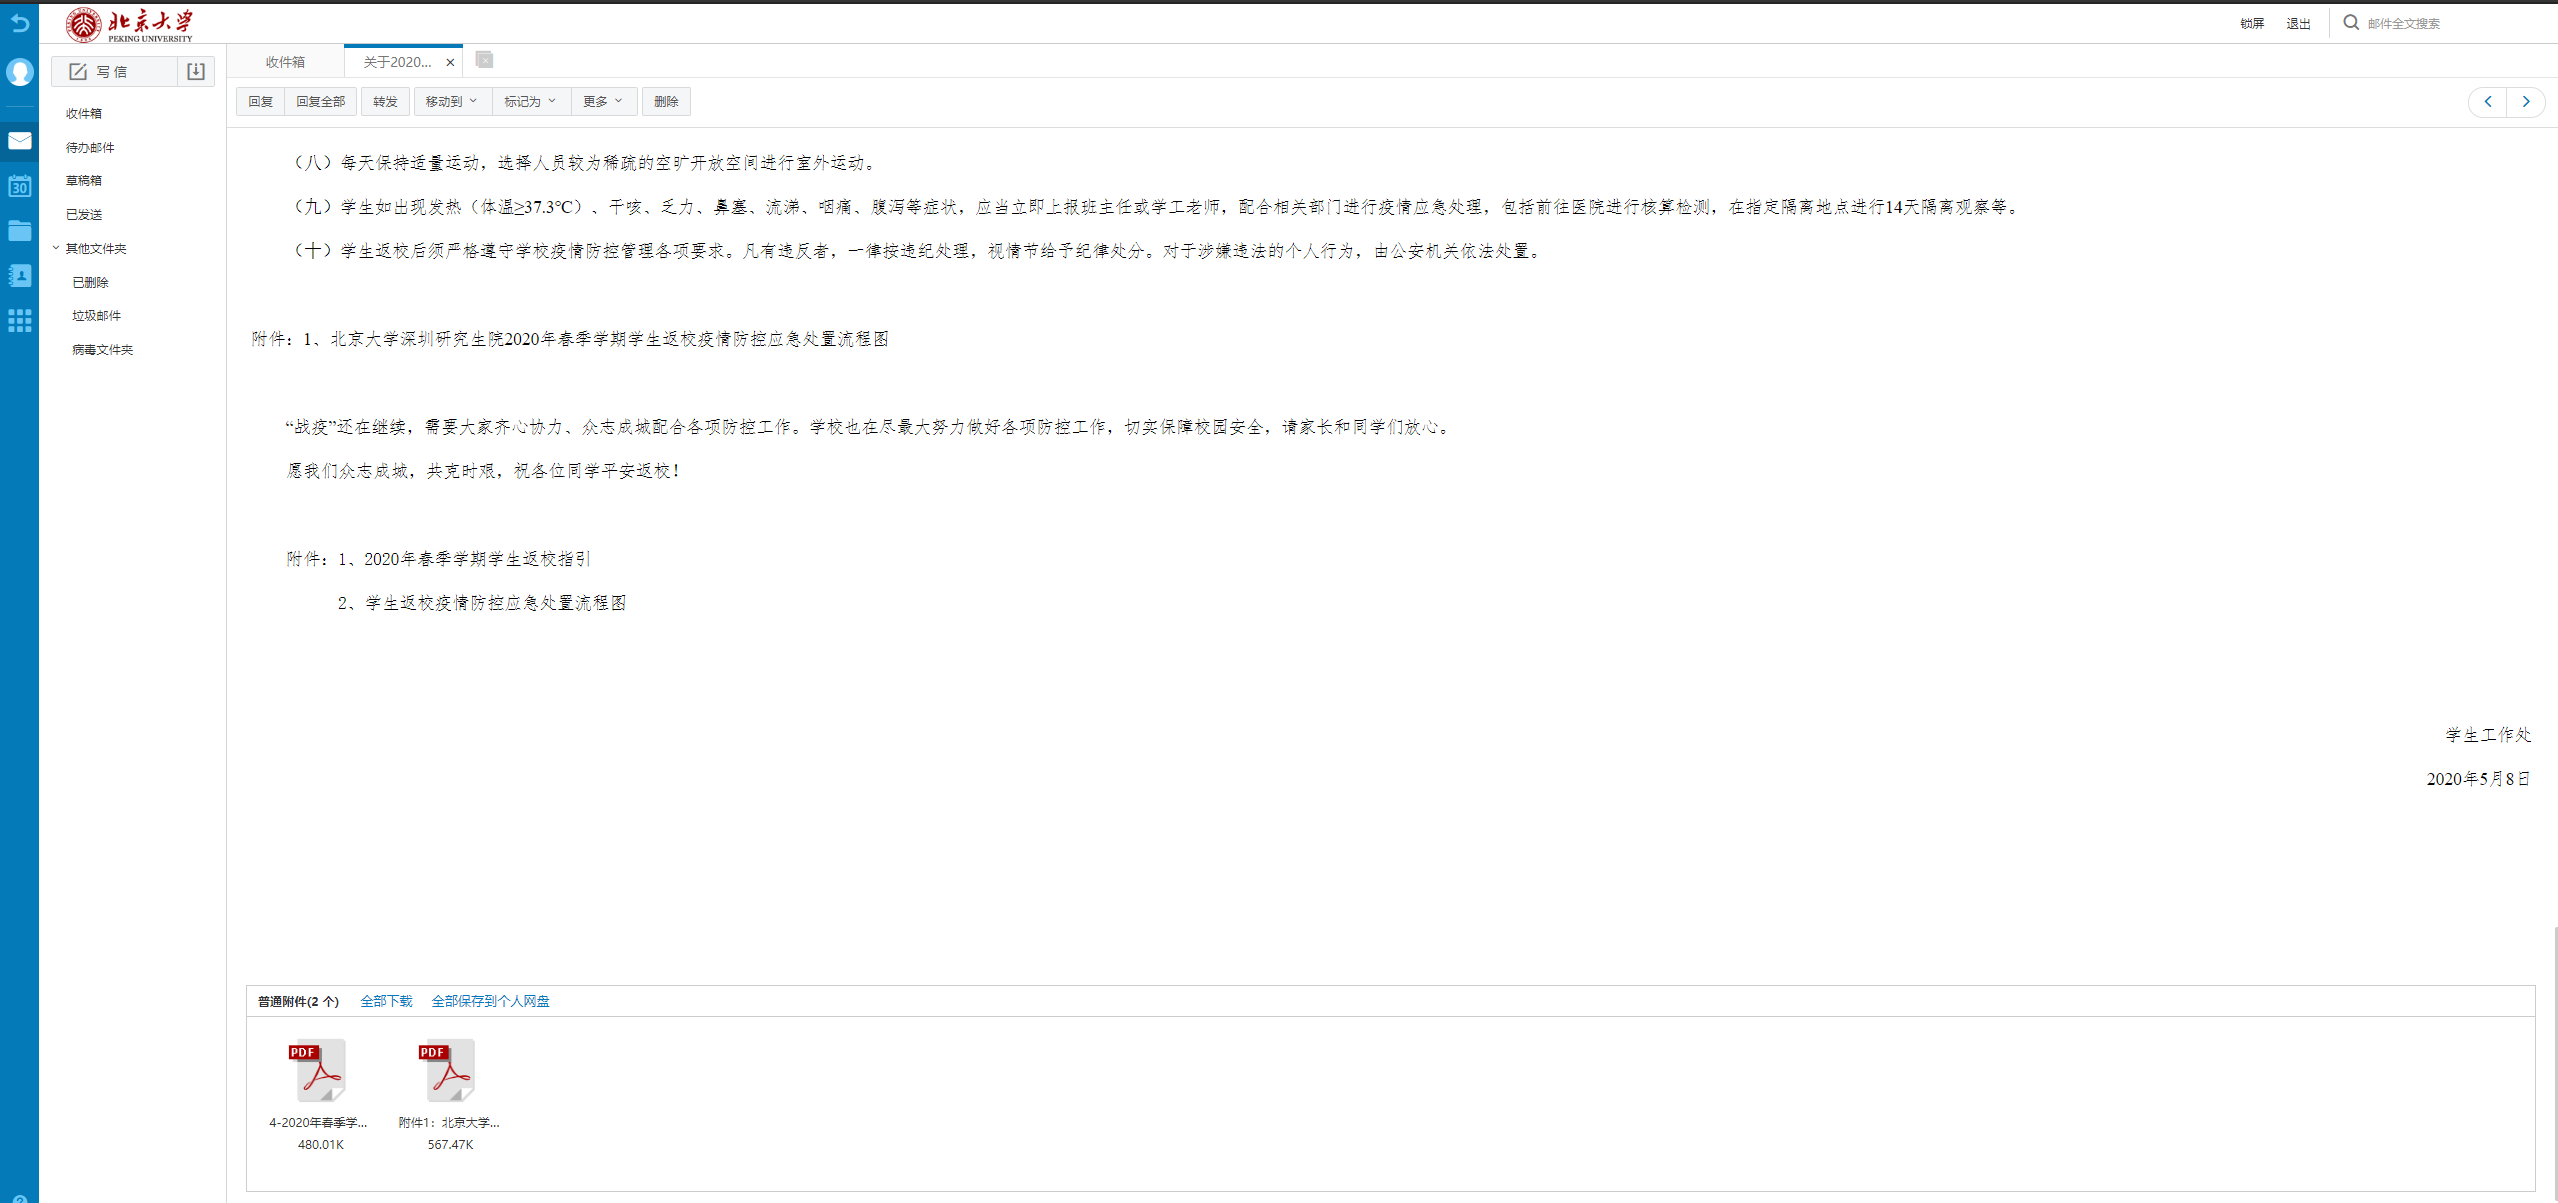 北京大学
PEKING UNIVERSITY
锁屏 退出 邮件全文搜索
写 信
收件箱
待办邮件
草稿箱
已发送
其他文件夹
已删除
垃圾邮件
病毒文件夹
30
收件箱 关于2020...
回复 回复全部 转发 移动到 标记为 更多 删除
（八）每天保持适量运动，选择人员较为稀疏的空旷开放空间进行室外运动。
（九）学生如出现发热（体温≥37.3°C）、干咳、乏力、鼻塞、流涕、咽痛、腹泻等症状，应当立即上报班主任或学工老师，配合相关部门进行疫情应急处理，包括前往医院进行核算检测，在指定隔离地点进行14天隔离观察等。
（十）学生返校后须严格遵守学校疫情防控管理各项要求。凡有违反者，一律按违纪处理，视情节给予纪律处分。对于涉嫌违法的个人行为，由公安机关依法处置。
附件：1、北京大学深圳研究生院2020年春季学期学生返校疫情防控应急处置流程图
“战疫”还在继续，需要大家齐心协力、众志成城配合各项防控工作。学校也在尽最大努力做好各项防控工作，切实保障校园安全，请家长和同学们放心。
愿我们众志成城，共克时艰，祝各位同学平安返校！
附件：1、2020年春季学期学生返校指引
2、学生返校疫情防控应急处置流程图
学生工作处
2020年5月8日
普通附件(2 个) 全部下载 全部保存到个人网盘
PDF PDF
4-2020年春季学... 附件1：北京大学...
480.01K 567.47K